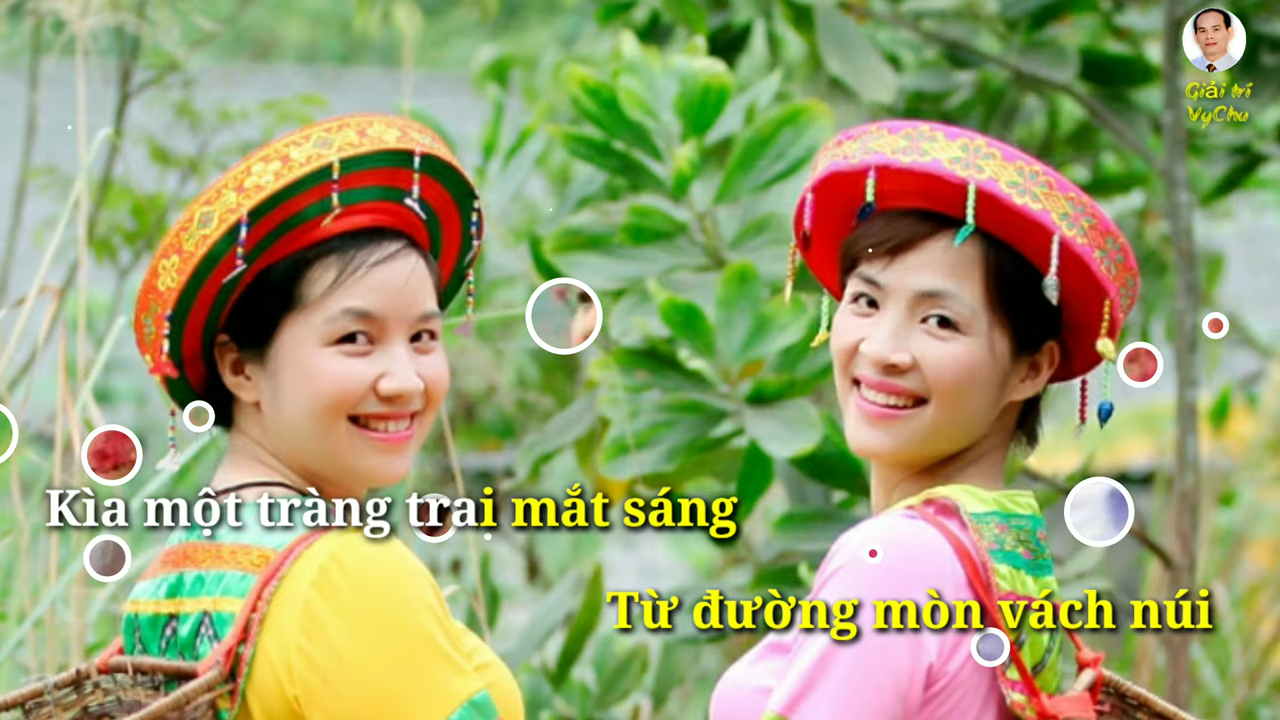 Giải trí
VyChu
Kìa một tràng trai mắt sáng
Từ đường mòn vách núi